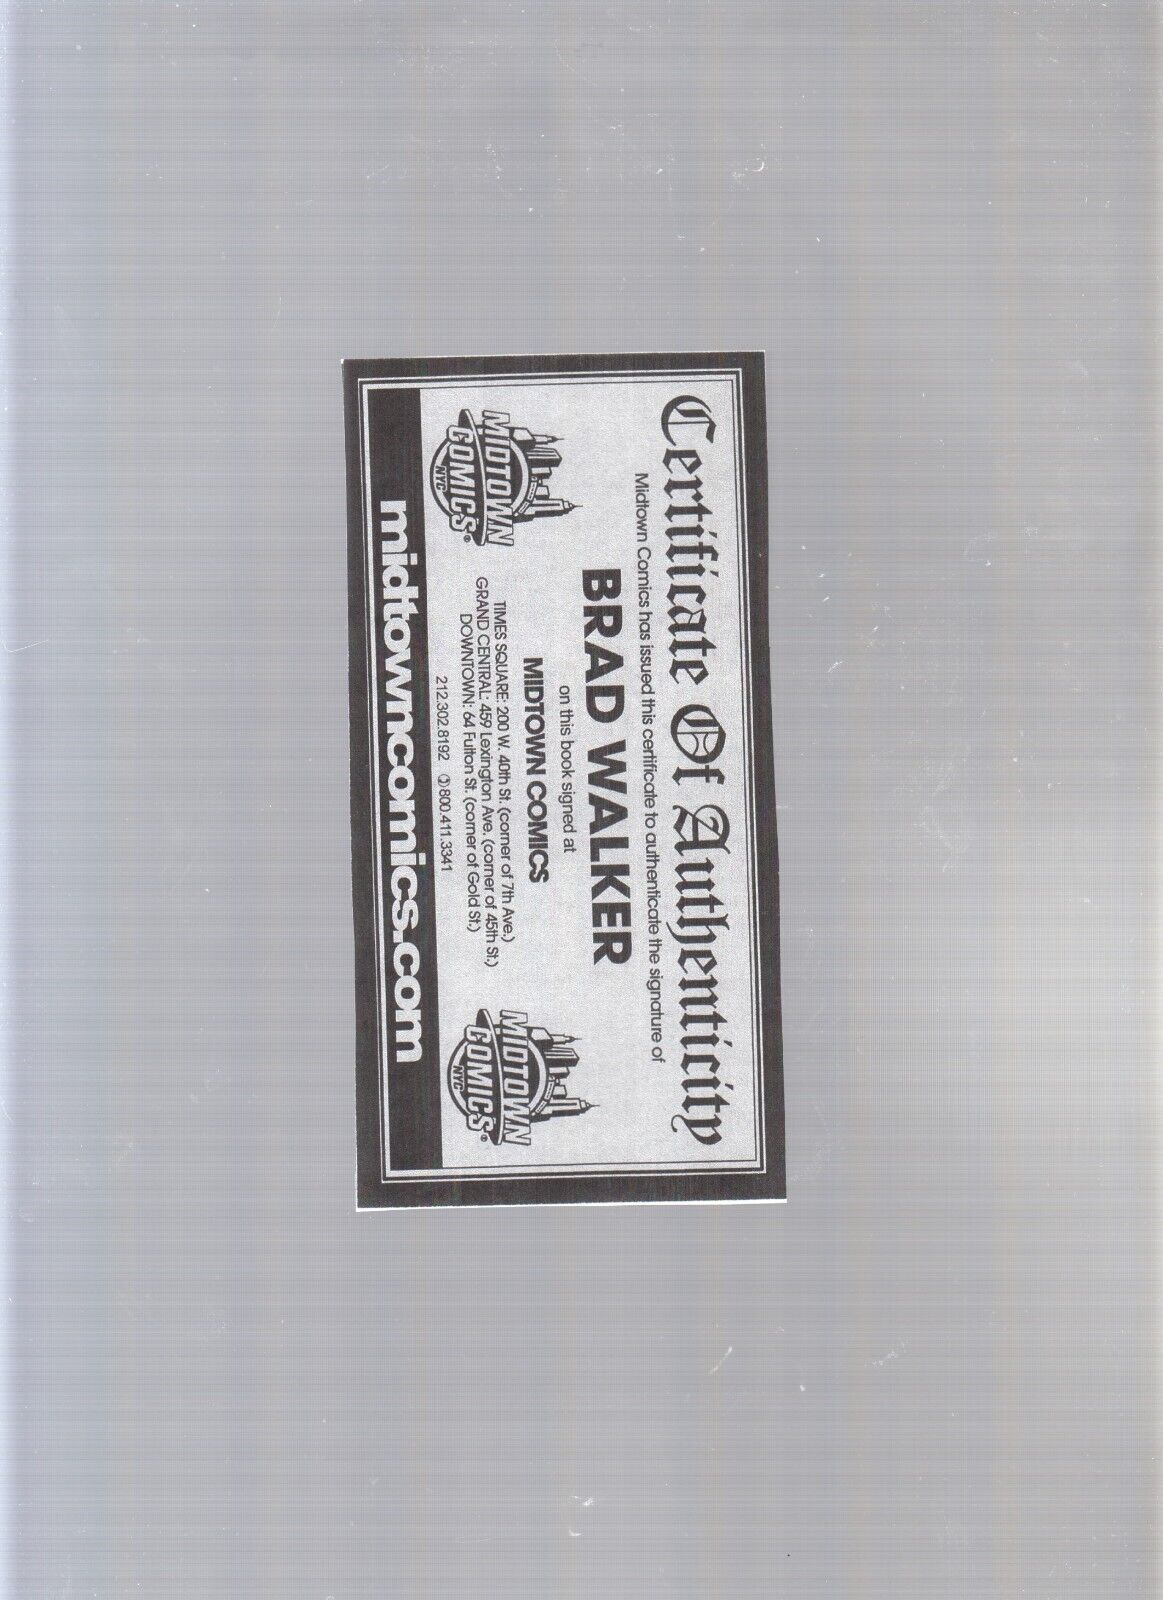 Certificate Of Authenticity
Midtown Comics has issued this certificate to authenticate the signature of
BRAD WALKER
on this book signed at
MIDTOWN COMICS
TIMES SQUARE: 200 W. 40th St. (corner of 7th Ave.)
GRAND CENTRAL: 459 Lexington Ave. (corner of 45th St.)
DOWNTOWN: 64 Fulton St. (corner of Gold St.)
212.302.8192 ✆800.411.3341
MIDTOWN
COMICS®
NYC
MIDTOWN
COMICS®
NYC
midtowncomics.com